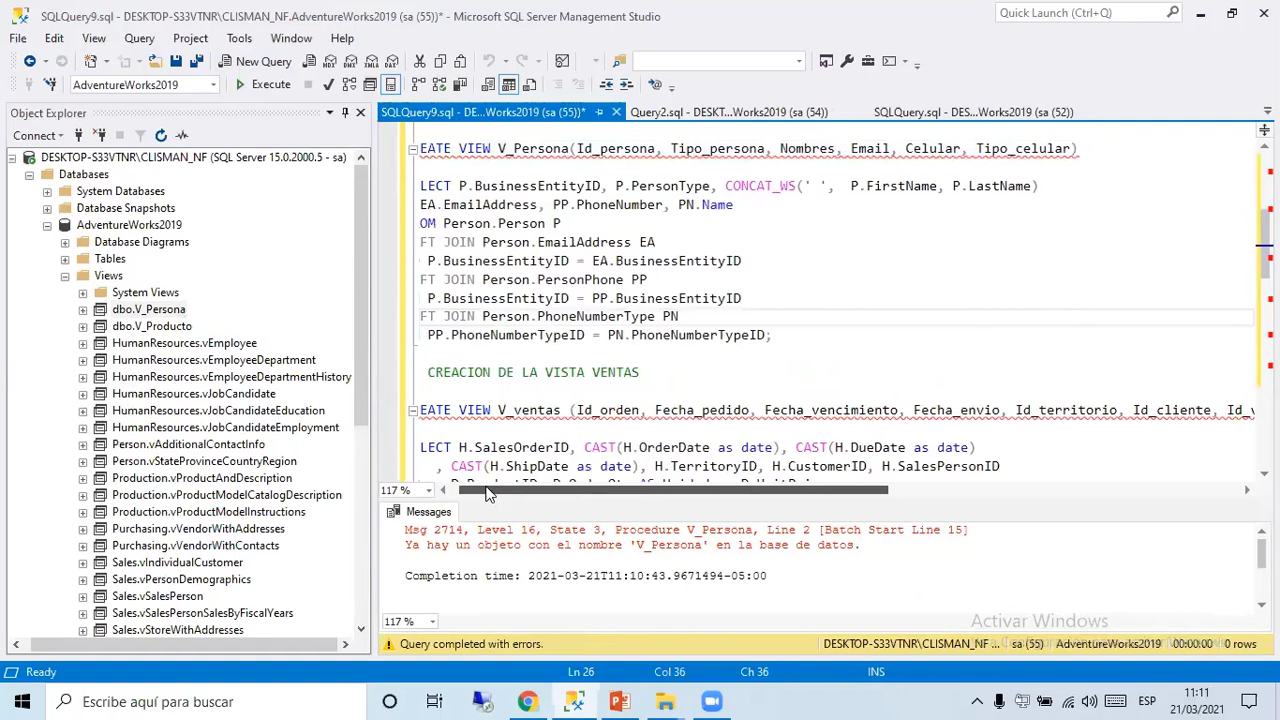 SQLQuery9.sql - DESKTOP-S33VTNR\CLISMAN_NF.AdventureWorks2019 (sa (55))* - Microsoft SQL Server Management Studio
Quick Launch (Ctrl+Q)
File Edit View Query Project Tools Window Help
New Query
AdventureWorks2019
Execute
Object Explorer
SQLQuery9.sql - DE...Works2019 (sa (55))*
Query2.sql - DESKT...Works2019 (sa (54))
SQLQuery.sql - DES...Works2019 (sa (52))
Connect
DESKTOP-S33VTNR\CLISMAN_NF (SQL Server 15.0.2000.5 - sa)
Databases
System Databases
Database Snapshots
AdventureWorks2019
Database Diagrams
Tables
Views
System Views
dbo.V_Persona
dbo.V_Producto
HumanResources.vEmployee
HumanResources.vEmployeeDepartment
HumanResources.vEmployeeDepartmentHistory
HumanResources.vJobCandidate
HumanResources.vJobCandidateEducation
HumanResources.vJobCandidateEmployment
Person.vAdditionalContactInfo
Person.vStateProvinceCountryRegion
Production.vProductAndDescription
Production.vProductModelCatalogDescription
Production.vProductModelInstructions
Purchasing.vVendorWithAddresses
Purchasing.vVendorWithContacts
Sales.vIndividualCustomer
Sales.vPersonDemographics
Sales.vSalesPerson
Sales.vSalesPersonSalesByFiscalYears
Sales.vStoreWithAddresses
EATE VIEW V_Persona(Id_persona, Tipo_persona, Nombres, Email, Celular, Tipo_celular)
LECT P.BusinessEntityID, P.PersonType, CONCAT_WS(' ',  P.FirstName, P.LastName)
EA.EmailAddress, PP.PhoneNumber, PN.Name
OM Person.Person P
FT JOIN Person.EmailAddress EA
P.BusinessEntityID = EA.BusinessEntityID
FT JOIN Person.PersonPhone PP
P.BusinessEntityID = PP.BusinessEntityID
FT JOIN Person.PhoneNumberType PN
PP.PhoneNumberTypeID = PN.PhoneNumberTypeID;
CREACION DE LA VISTA VENTAS
EATE VIEW V_ventas (Id_orden, Fecha_pedido, Fecha_vencimiento, Fecha_envio, Id_territorio, Id_cliente, Id_v
LECT H.SalesOrderID, CAST(H.OrderDate as date), CAST(H.DueDate as date)
, CAST(H.ShipDate as date), H.TerritoryID, H.CustomerID, H.SalesPersonID
117 %
Messages
Msg 2714, Level 16, State 3, Procedure V_Persona, Line 2 [Batch Start Line 15]
Ya hay un objeto con el nombre 'V_Persona' en la base de datos.
Completion time: 2021-03-21T11:10:43.9671494-05:00
117 %
Activar Windows
Query completed with errors.
DESKTOP-S33VTNR\CLISMAN_NF ... sa (55) AdventureWorks2019 00:00:00 0 rows
Ready
Ln 26 Col 36 Ch 36 INS
Escribe aquí para buscar
ESP
11:11
21/03/2021